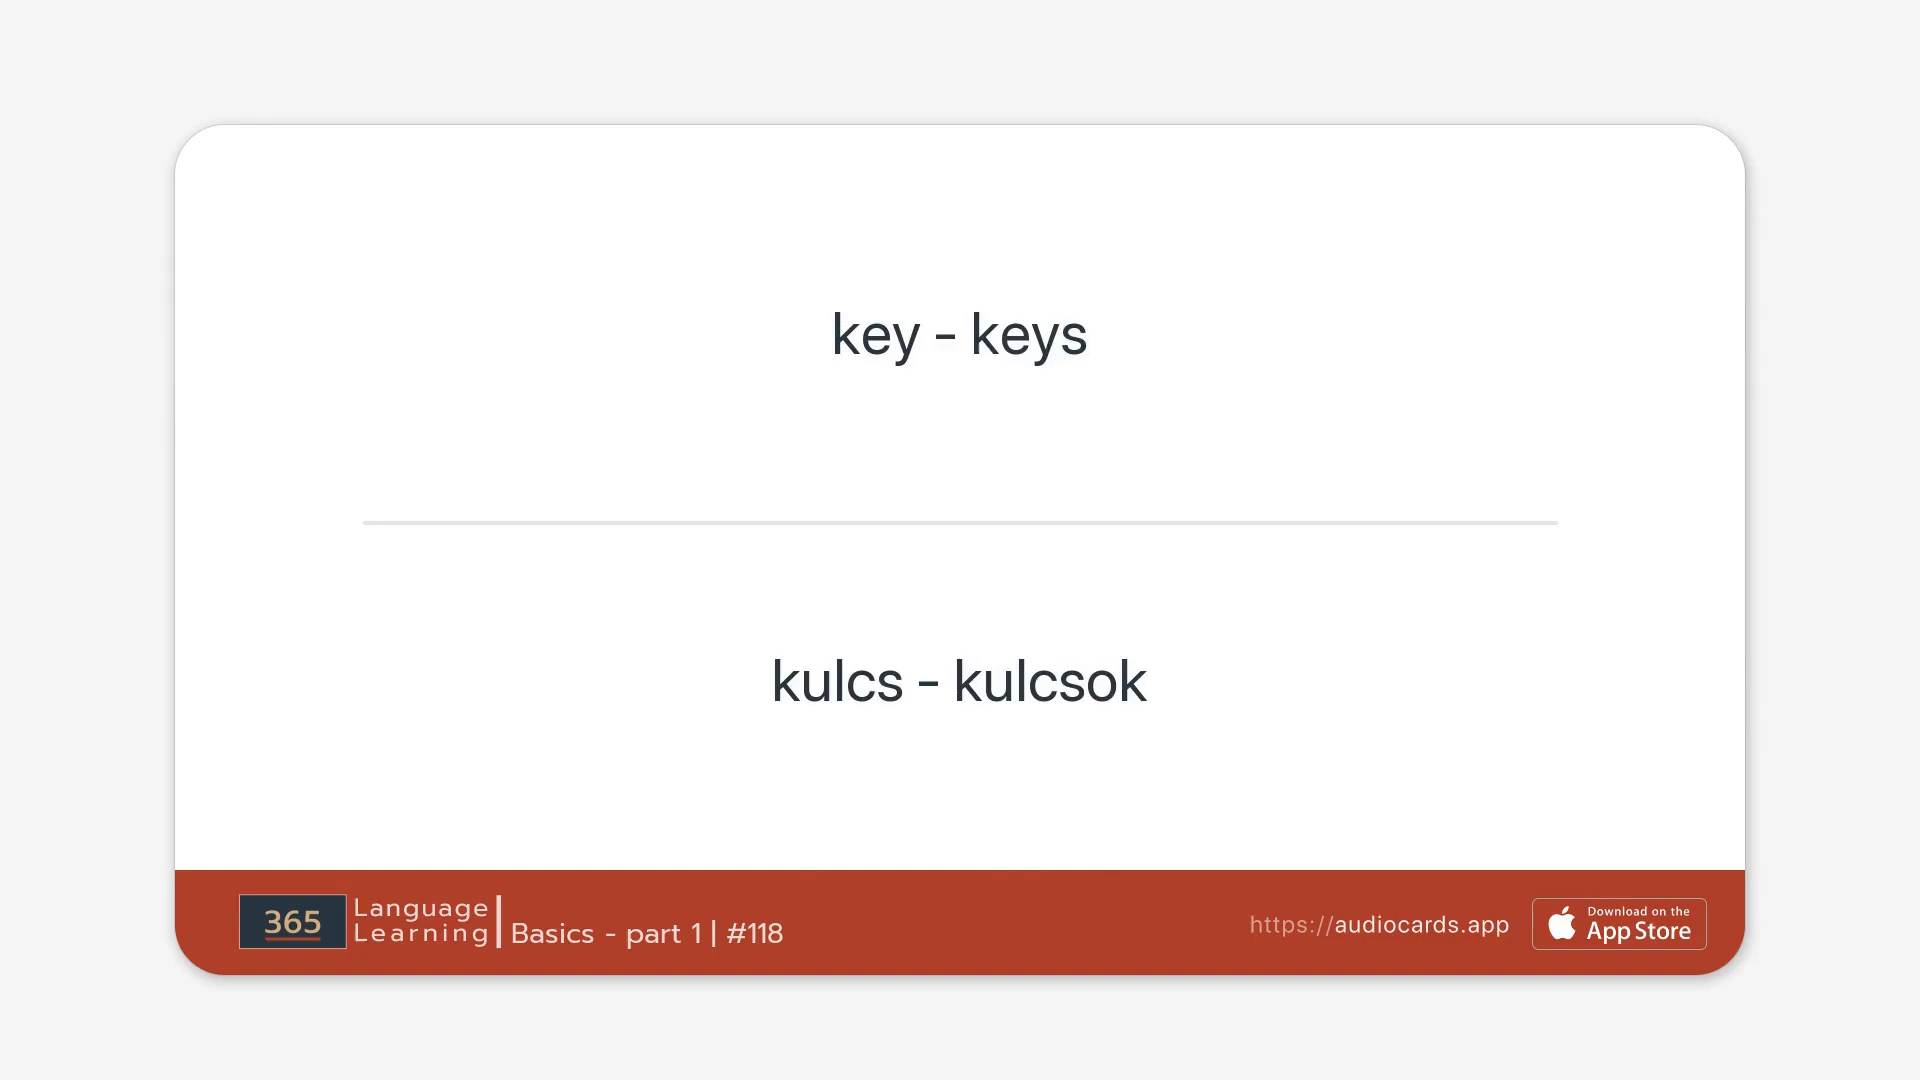 key - keys
kulcs - kulcsok
365
Language
Learning
Basics - part 1 | #118
https://audiocards.app
Download on the
App Store